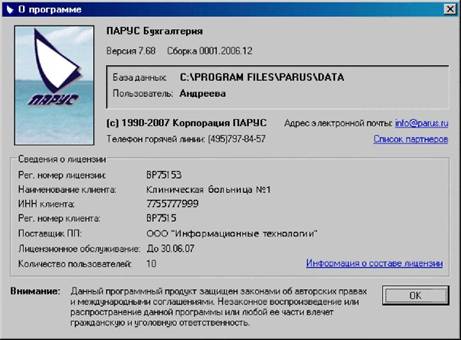 О программе
ПАРУС
ПАРУС Бухгалтерия
Версия 7.68 Сборка 0001.2006.12
База данных: C:\PROGRAM FILES\PARUS\DATA
Пользователь: Андреева
(c) 1990-2007 Корпорация ПАРУС Адрес электронной почты: info@parus.ru
Телефон горячей линии: (495)797-84-57 Список партнеров
Сведения о лицензии
Рег. номер лицензии: BP75153
Наименование клиента: Клиническая больница №1
ИНН клиента: 7755777999
Рег. номер клиента: BP7515
Поставщик ПП: ООО "Информационные технологии"
Лицензионное обслуживание: До 30.06.07
Количество пользователей: 10 Информация о составе лицензии
Внимание: Данный программный продукт защищен законами об авторских правах
и международными соглашениями. Незаконное воспроизведение или
распространение данной программы или любой ее части влечет
гражданскую и уголовную ответственность.
OK